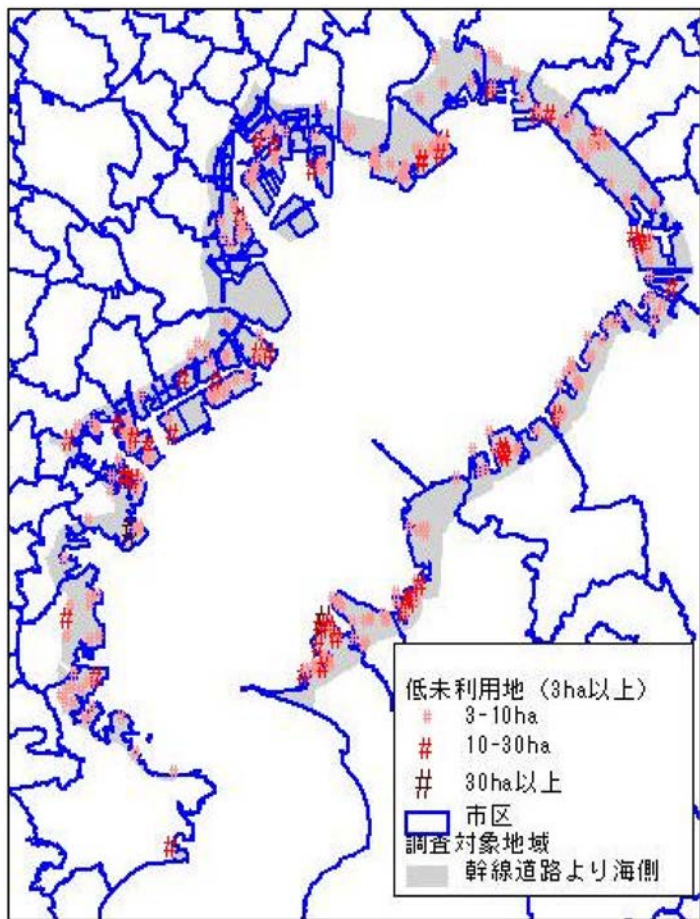 低未利用地（3ha以上）
# 3-10ha
# 10-30ha
# 30ha以上
市区
調査対象地域
幹線道路より海側